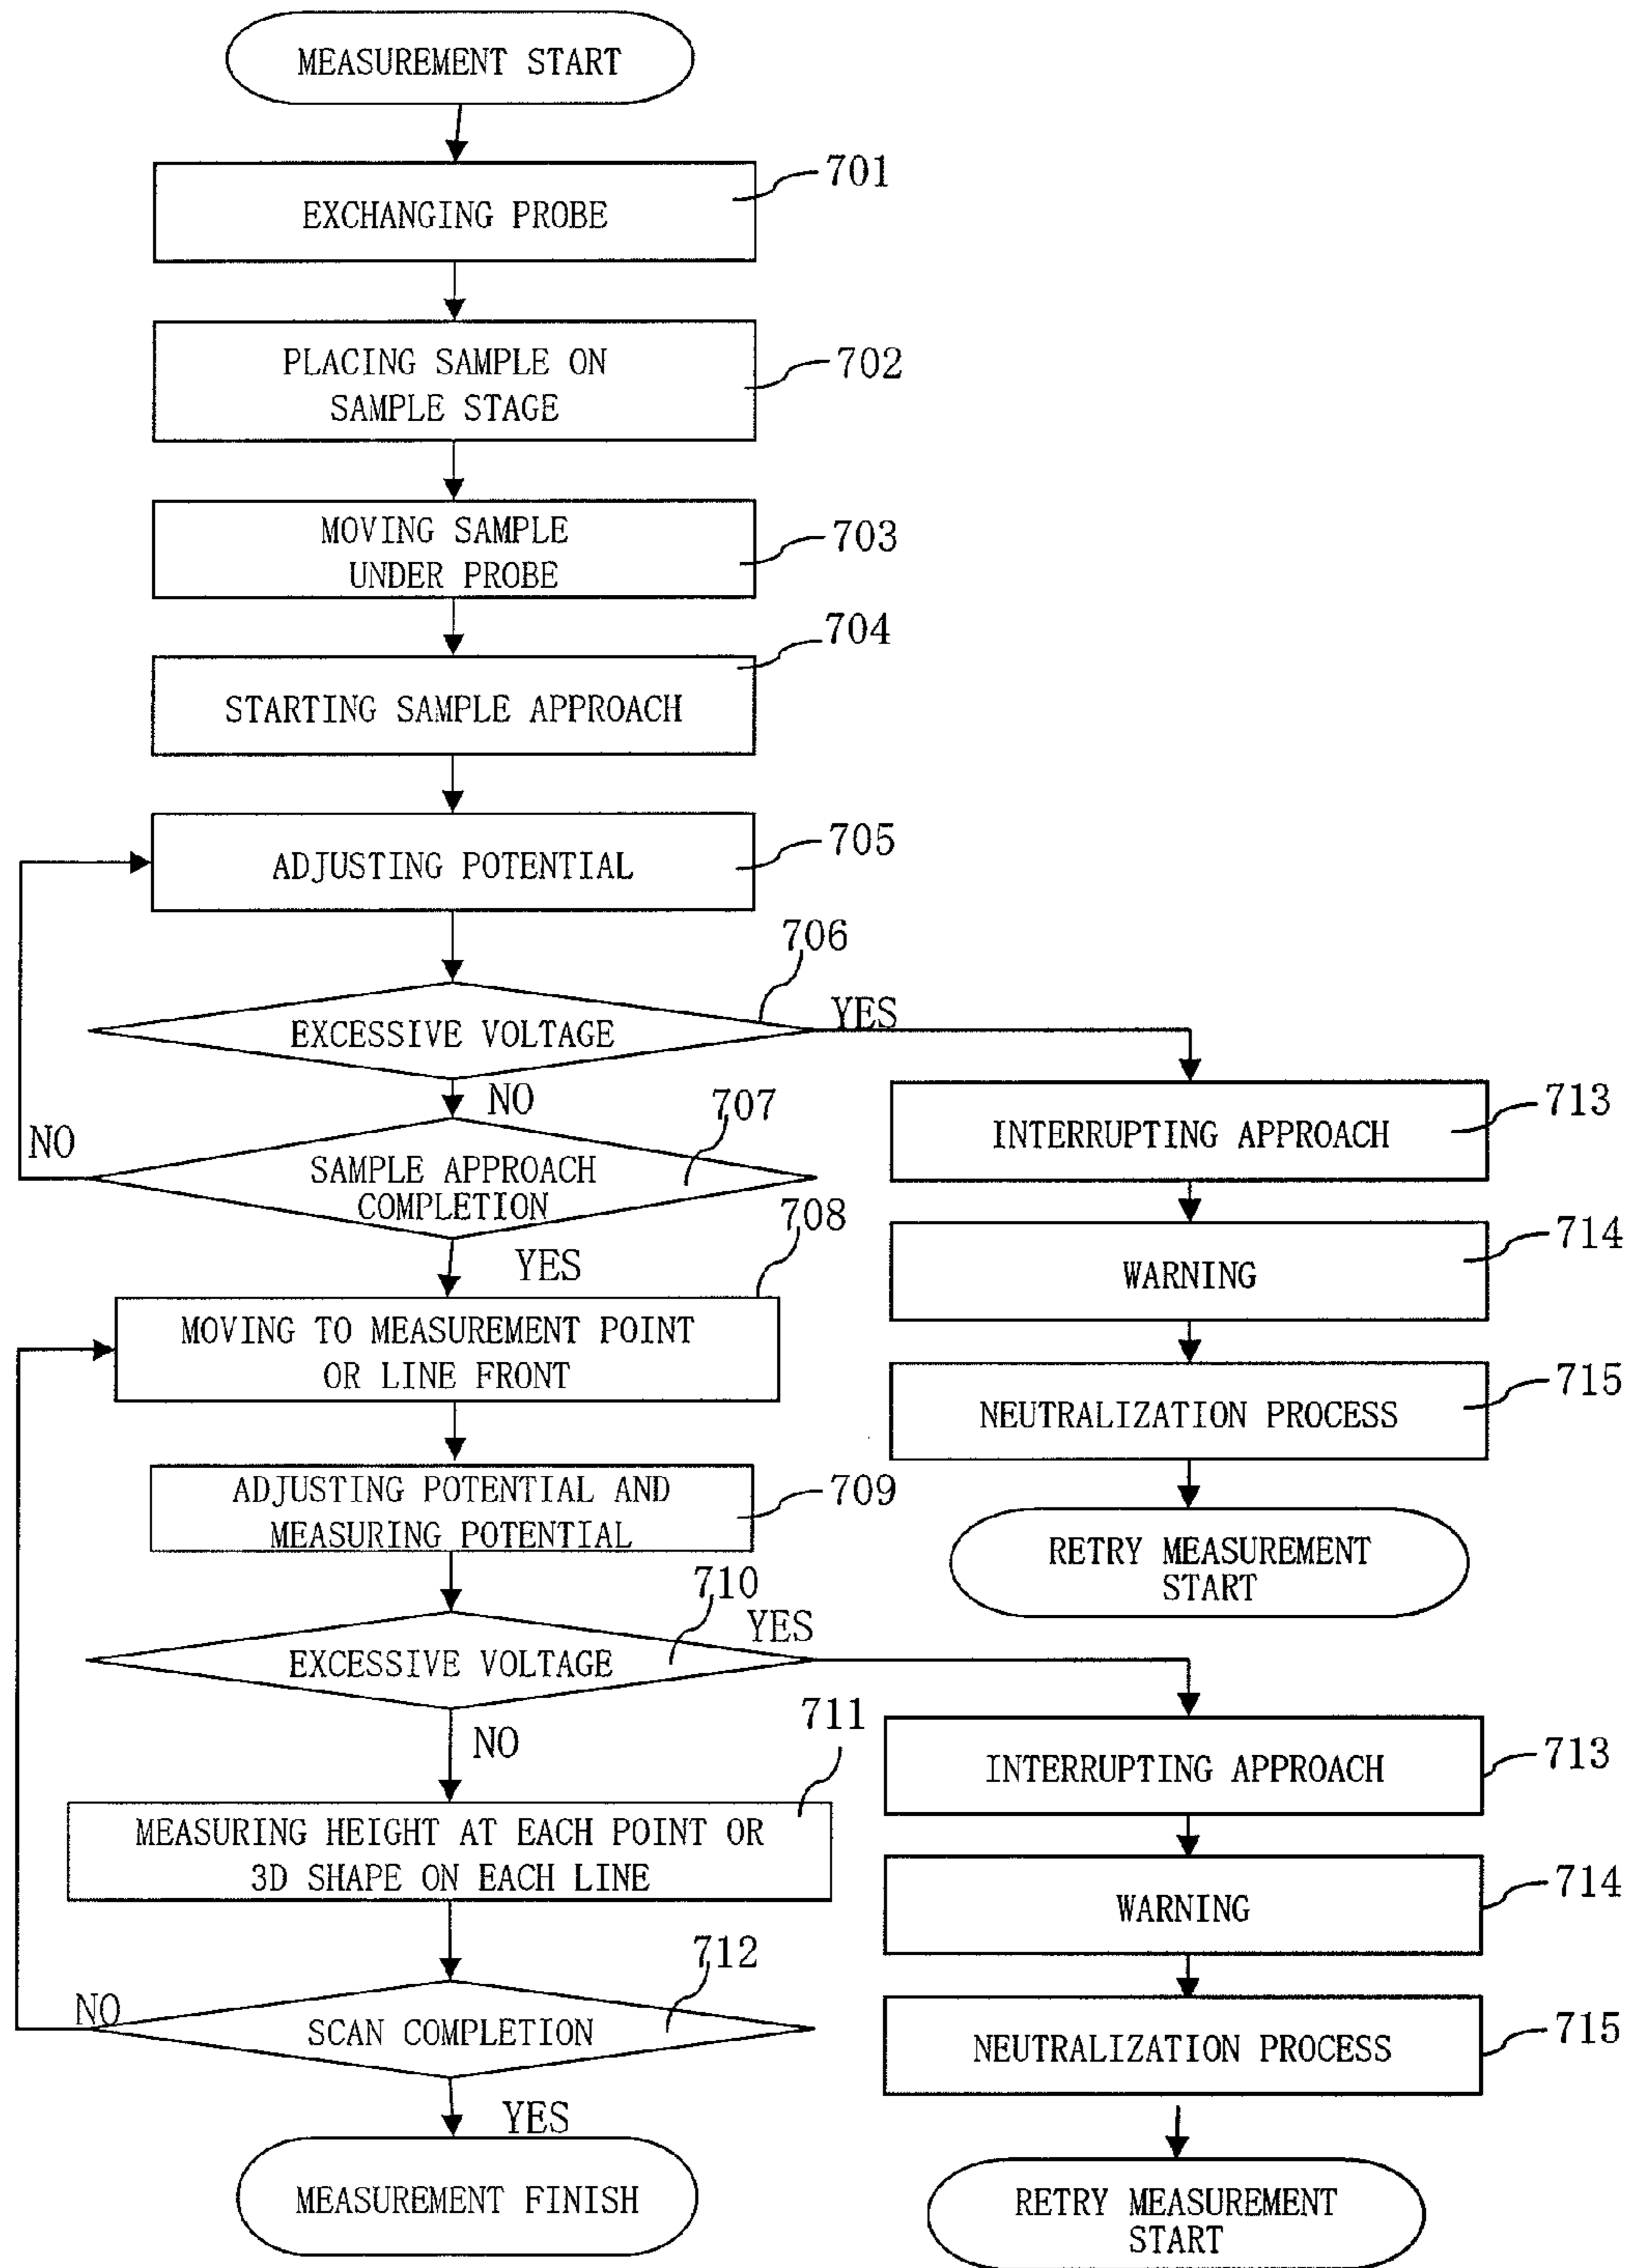 MEASUREMENT START
701
EXCHANGING PROBE
702
PLACING SAMPLE ON
SAMPLE STAGE
703
MOVING SAMPLE
UNDER PROBE
704
STARTING SAMPLE APPROACH
705
ADJUSTING POTENTIAL
706
EXCESSIVE VOLTAGE
YES
NO
707
NO
SAMPLE APPROACH
COMPLETION
YES
708
MOVING TO MEASUREMENT POINT
OR LINE FRONT
709
ADJUSTING POTENTIAL AND
MEASURING POTENTIAL
710
EXCESSIVE VOLTAGE
YES
NO
711
MEASURING HEIGHT AT EACH POINT OR
3D SHAPE ON EACH LINE
712
NO
SCAN COMPLETION
YES
MEASUREMENT FINISH
713
INTERRUPTING APPROACH
714
WARNING
715
NEUTRALIZATION PROCESS
RETRY MEASUREMENT
START
713
INTERRUPTING APPROACH
714
WARNING
715
NEUTRALIZATION PROCESS
RETRY MEASUREMENT
START